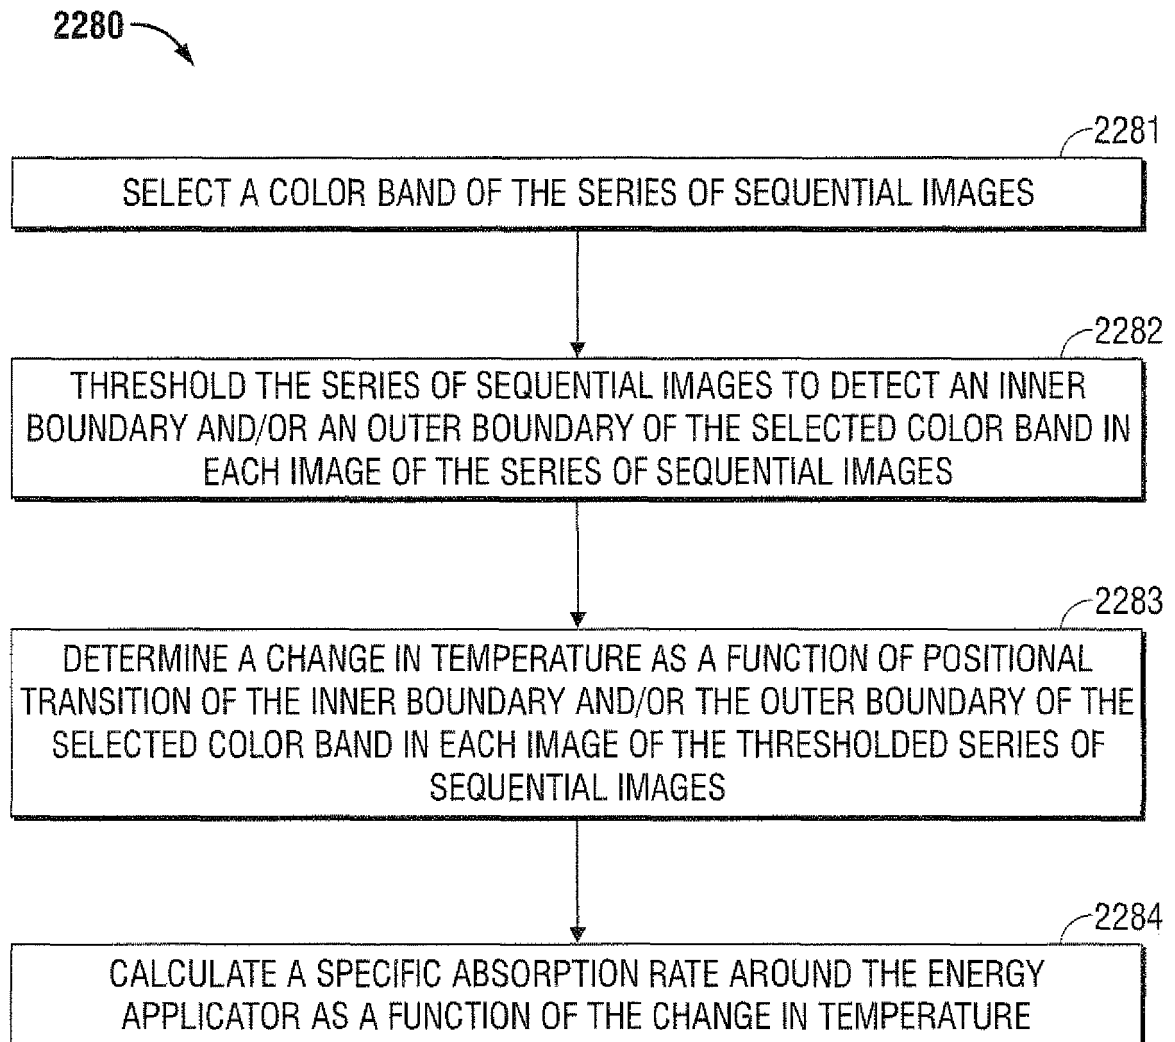 2280
2281
SELECT A COLOR BAND OF THE SERIES OF SEQUENTIAL IMAGES
2282
THRESHOLD THE SERIES OF SEQUENTIAL IMAGES TO DETECT AN INNER
BOUNDARY AND/OR AN OUTER BOUNDARY OF THE SELECTED COLOR BAND IN
EACH IMAGE OF THE SERIES OF SEQUENTIAL IMAGES
2283
DETERMINE A CHANGE IN TEMPERATURE AS A FUNCTION OF POSITIONAL
TRANSITION OF THE INNER BOUNDARY AND/OR THE OUTER BOUNDARY OF THE
SELECTED COLOR BAND IN EACH IMAGE OF THE THRESHOLDED SERIES OF
SEQUENTIAL IMAGES
2284
CALCULATE A SPECIFIC ABSORPTION RATE AROUND THE ENERGY
APPLICATOR AS A FUNCTION OF THE CHANGE IN TEMPERATURE